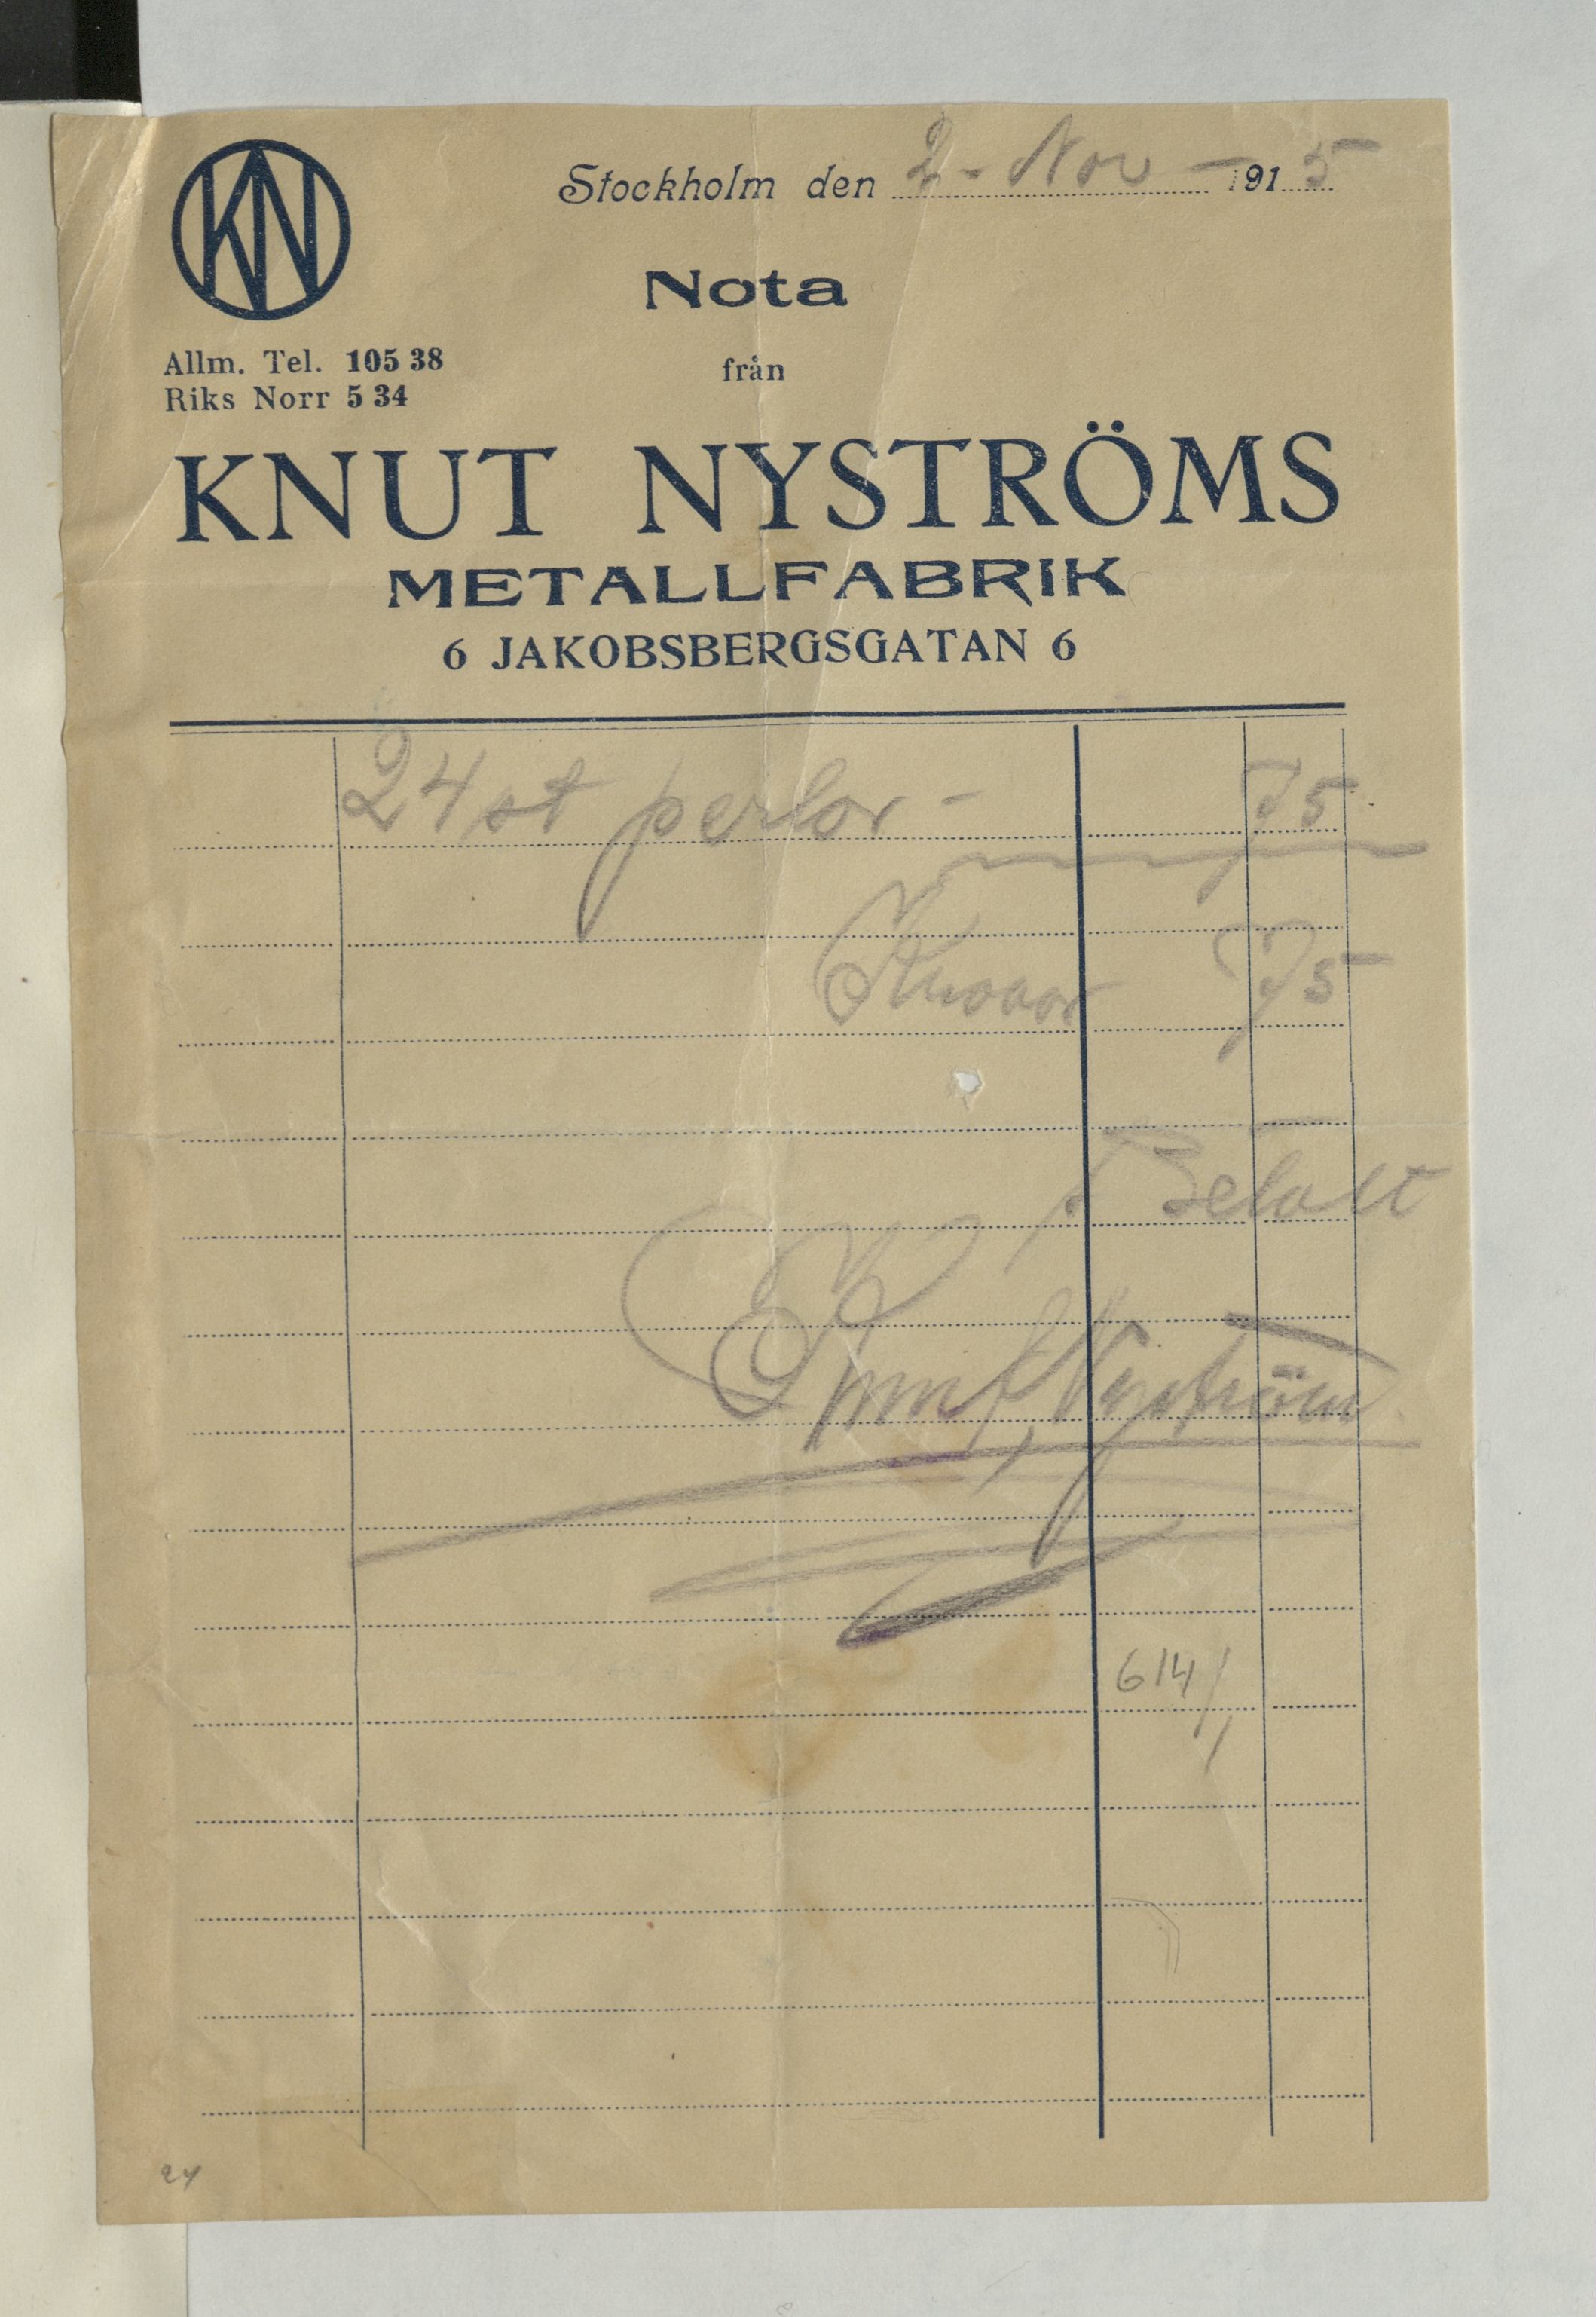 KN
Stockholm den 2 - Nov - 1915
Nota
Allm. Tel. 105 38
från
Riks Norr 5 34
KNUT NYSTRÖMS
METALLFABRIK
6 JAKOBSBERGSGATAN 6
24 st perlor - 75
Kronor 75
Betalt
Knut Nyström
614/
24